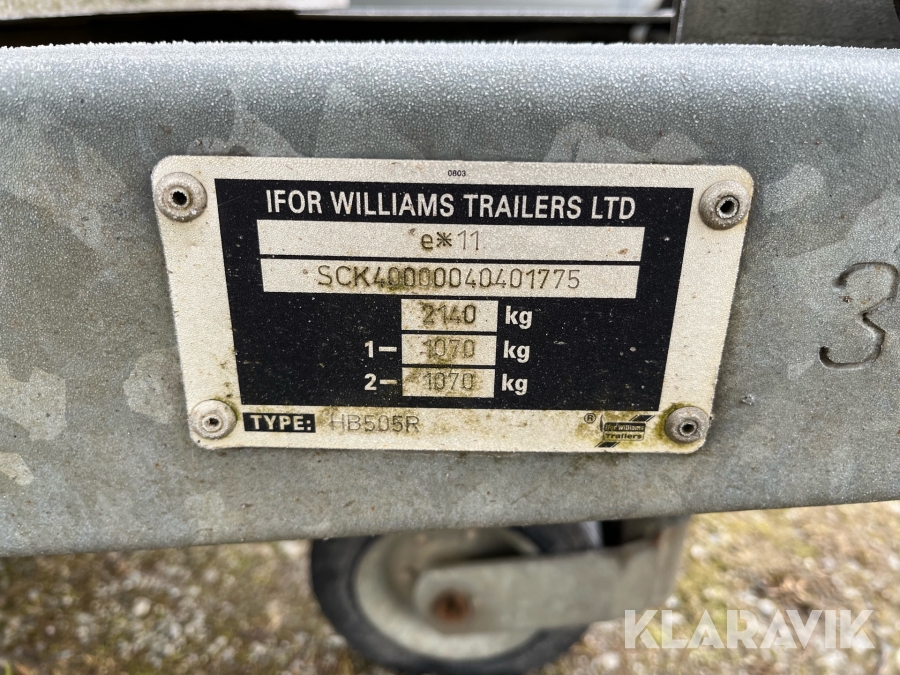 0803
IFOR WILLIAMS TRAILERS LTD
e*11
SCK40000040401775
2140 kg
1- 1070 kg
2- 1070 kg
TYPE: HB505R
® Ifor Williams
Trailers
3
KLARAVIK